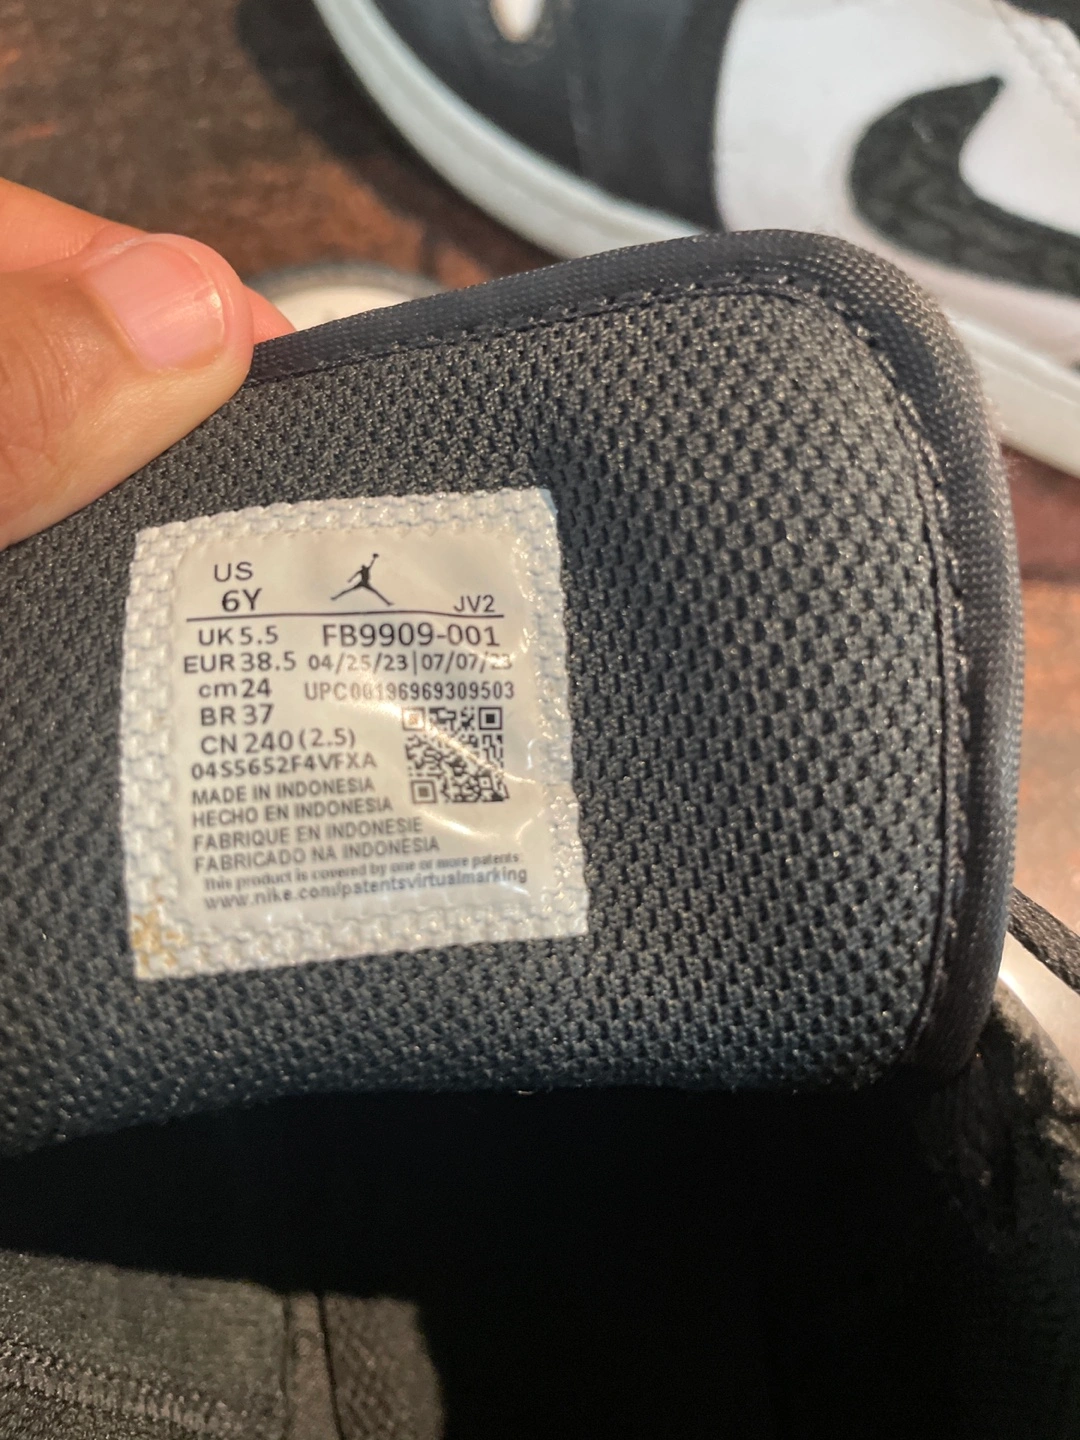 US
6Y
JV2
UK 5.5 FB9909-001
EUR 38.5 04/25/23|07/07/23
cm 24 UPC00196969309503
BR 37
CN 240 (2.5)
04S5652F4VFXA
MADE IN INDONESIA
HECHO EN INDONESIA
FABRIQUE EN INDONESIE
FABRICADO NA INDONESIA
This product is covered by one or more patents.
www.nike.com/patentsvirtualmarking